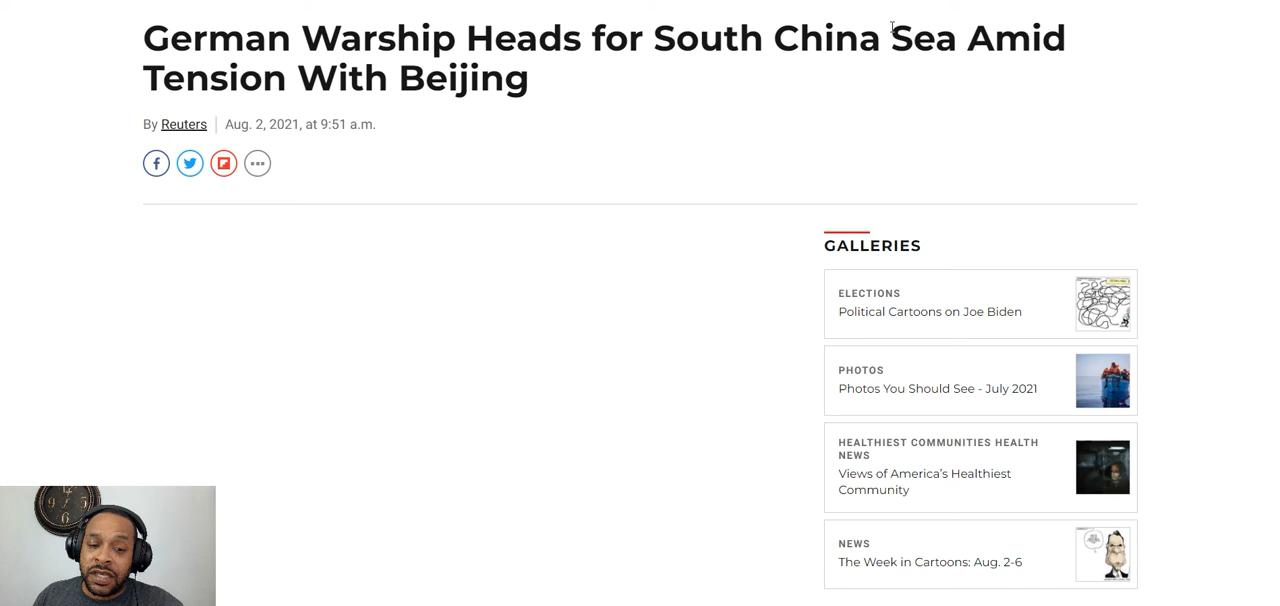 German Warship Heads for South China Sea Amid
Tension With Beijing
By Reuters Aug. 2, 2021, at 9:51 a.m.
GALLERIES
ELECTIONS
Political Cartoons on Joe Biden
PHOTOS
Photos You Should See - July 2021
HEALTHIEST COMMUNITIES HEALTH
NEWS
Views of America's Healthiest
Community
NEWS
The Week in Cartoons: Aug. 2-6